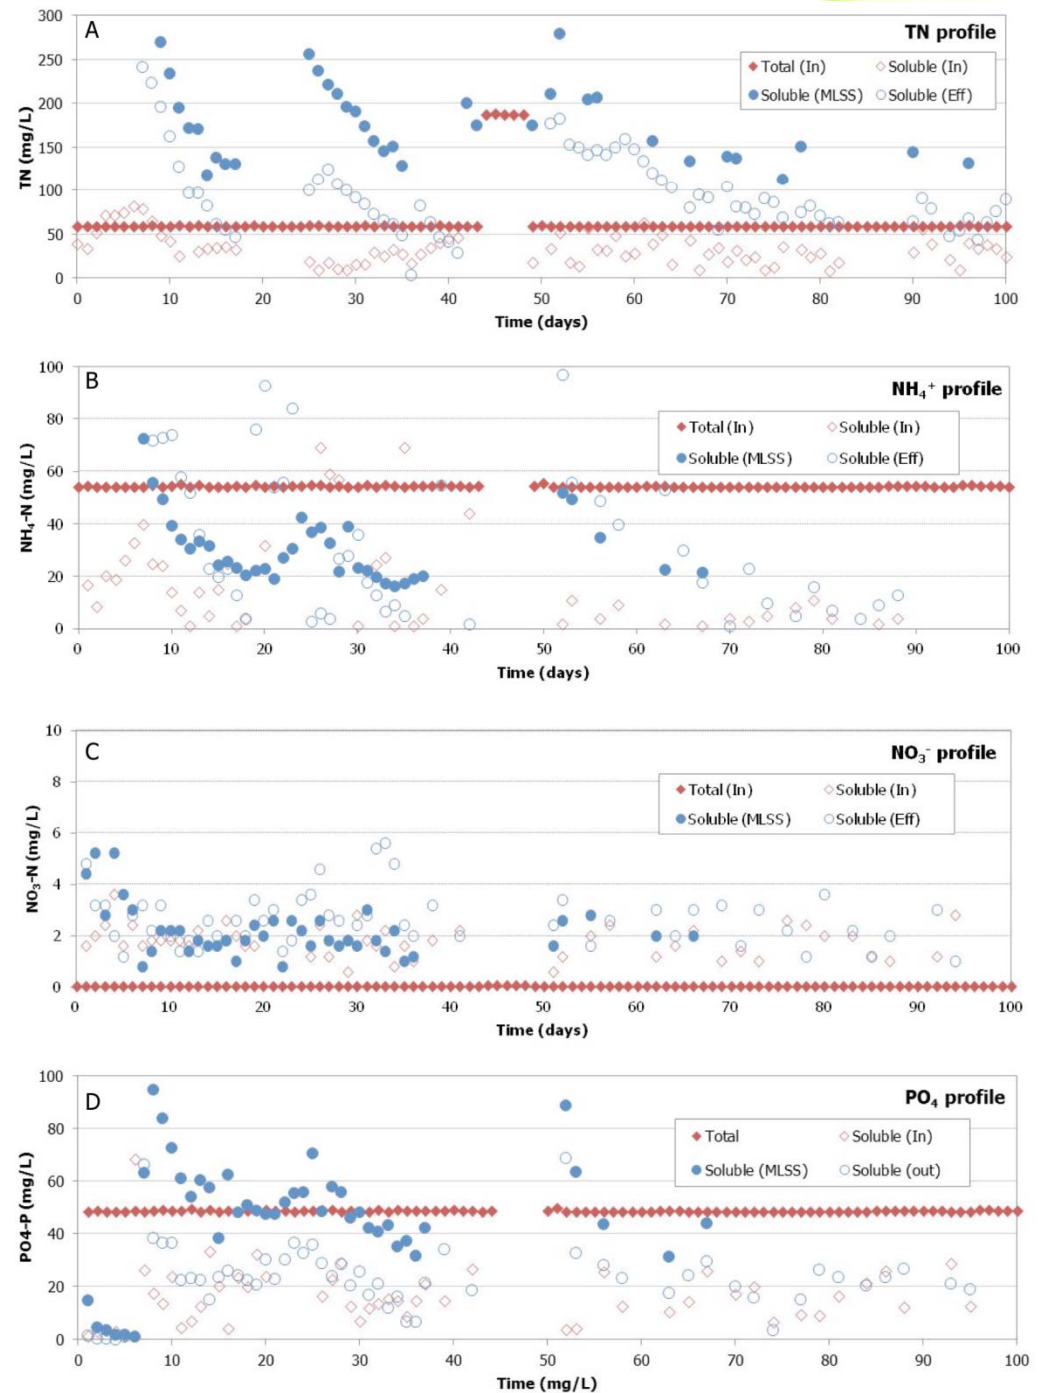 A
TN profile
Total (In) Soluble (In)
Soluble (MLSS) Soluble (Eff)
TN (mg/L)
300
250
200
150
100
50
0
0 10 20 30 40 50 60 70 80 90 100
Time (days)
B
NH₄⁺ profile
Total (In) Soluble (In)
Soluble (MLSS) Soluble (Eff)
NH₄-N (mg/L)
100
80
60
40
20
0
0 10 20 30 40 50 60 70 80 90 100
Time (days)
C
NO₃⁻ profile
Total (In) Soluble (In)
Soluble (MLSS) Soluble (Eff)
NO₃-N (mg/L)
10
8
6
4
2
0
0 10 20 30 40 50 60 70 80 90 100
Time (days)
D
PO₄ profile
Total Soluble (In)
Soluble (MLSS) Soluble (out)
PO4-P (mg/L)
100
80
60
40
20
0
0 10 20 30 40 50 60 70 80 90 100
Time (mg/L)